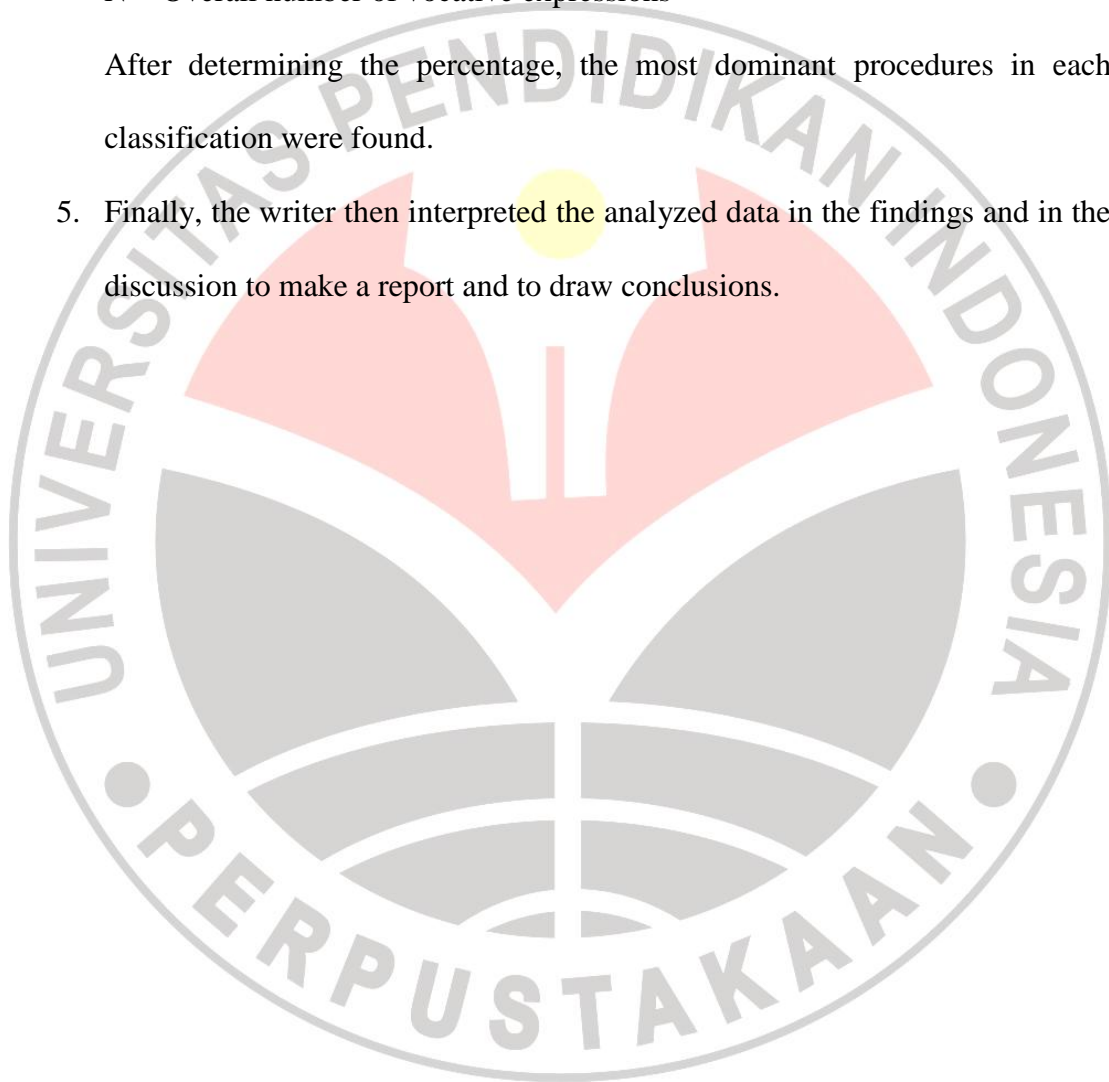 After determining the percentage, the most dominant procedures in each
classification were found.
5. Finally, the writer then interpreted the analyzed data in the findings and in the
discussion to make a report and to draw conclusions.
UNIVERSITAS PENDIDIKAN INDONESIA
PERPUSTAKAAN